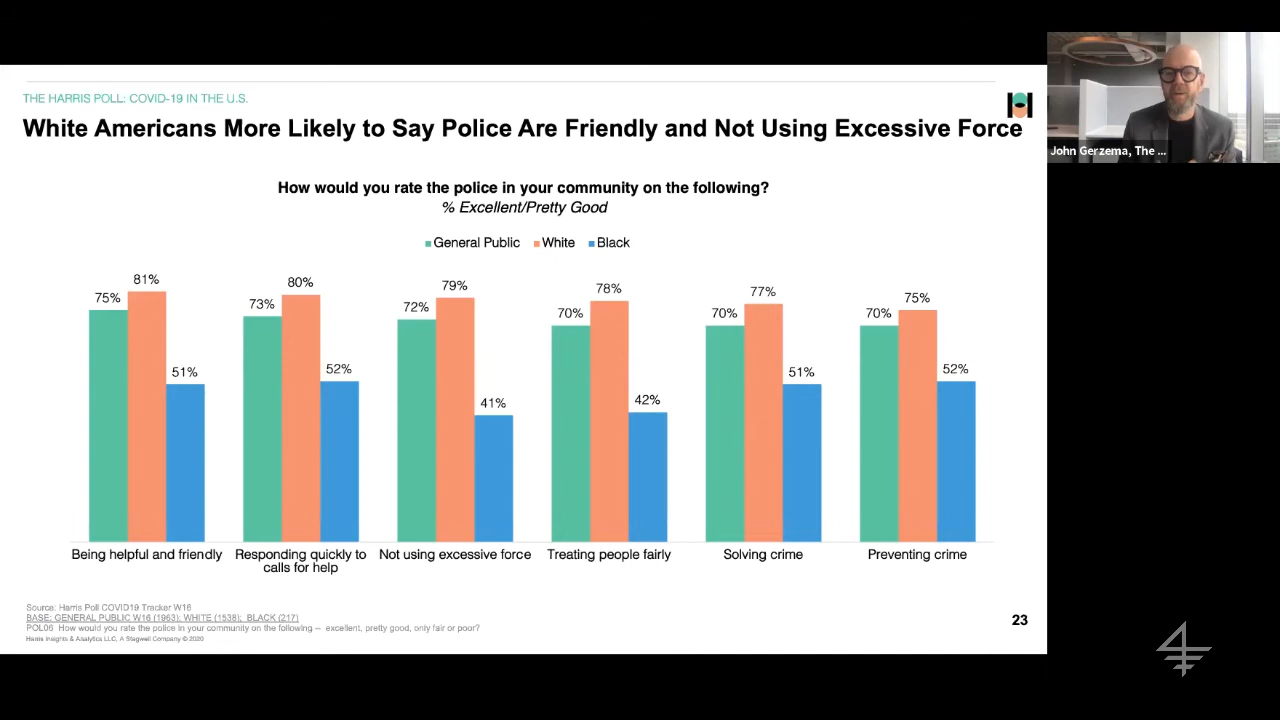 THE HARRIS POLL: COVID-19 IN THE U.S.
White Americans More Likely to Say Police Are Friendly and Not Using Excessive Force
John Gerzema, The ...
How would you rate the police in your community on the following?
% Excellent/Pretty Good
General Public White Black
75% 81% 51%
73% 80% 52%
72% 79% 41%
70% 78% 42%
70% 77% 51%
70% 75% 52%
Being helpful and friendly
Responding quickly to
calls for help
Not using excessive force
Treating people fairly
Solving crime
Preventing crime
Source: Harris Poll COVID19 Tracker W16
BASE: GENERAL PUBLIC W16 (1963); WHITE (1538); BLACK (217)
POL06 How would you rate the police in your community on the following – excellent, pretty good, only fair or poor?
Harris Insights & Analytics LLC, A Stagwell Company © 2020
23